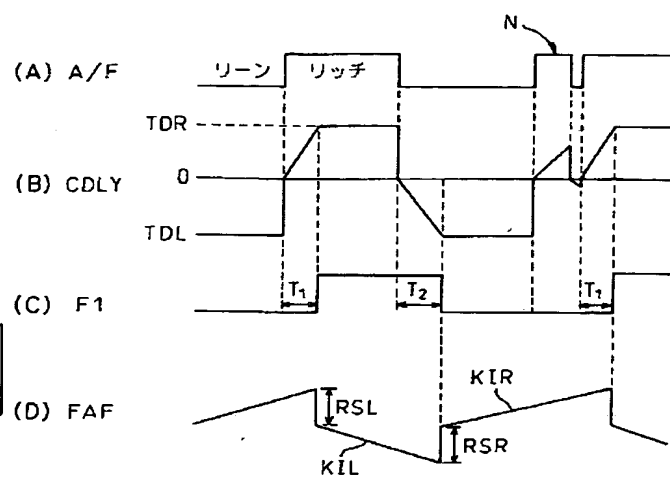 N
(A) A/F リーン リッチ
TDR
(B) CDLY 0
TDL
(C) F1 T₁ T₂ T₁
KIR
(D) FAF RSL
RSR
KIL